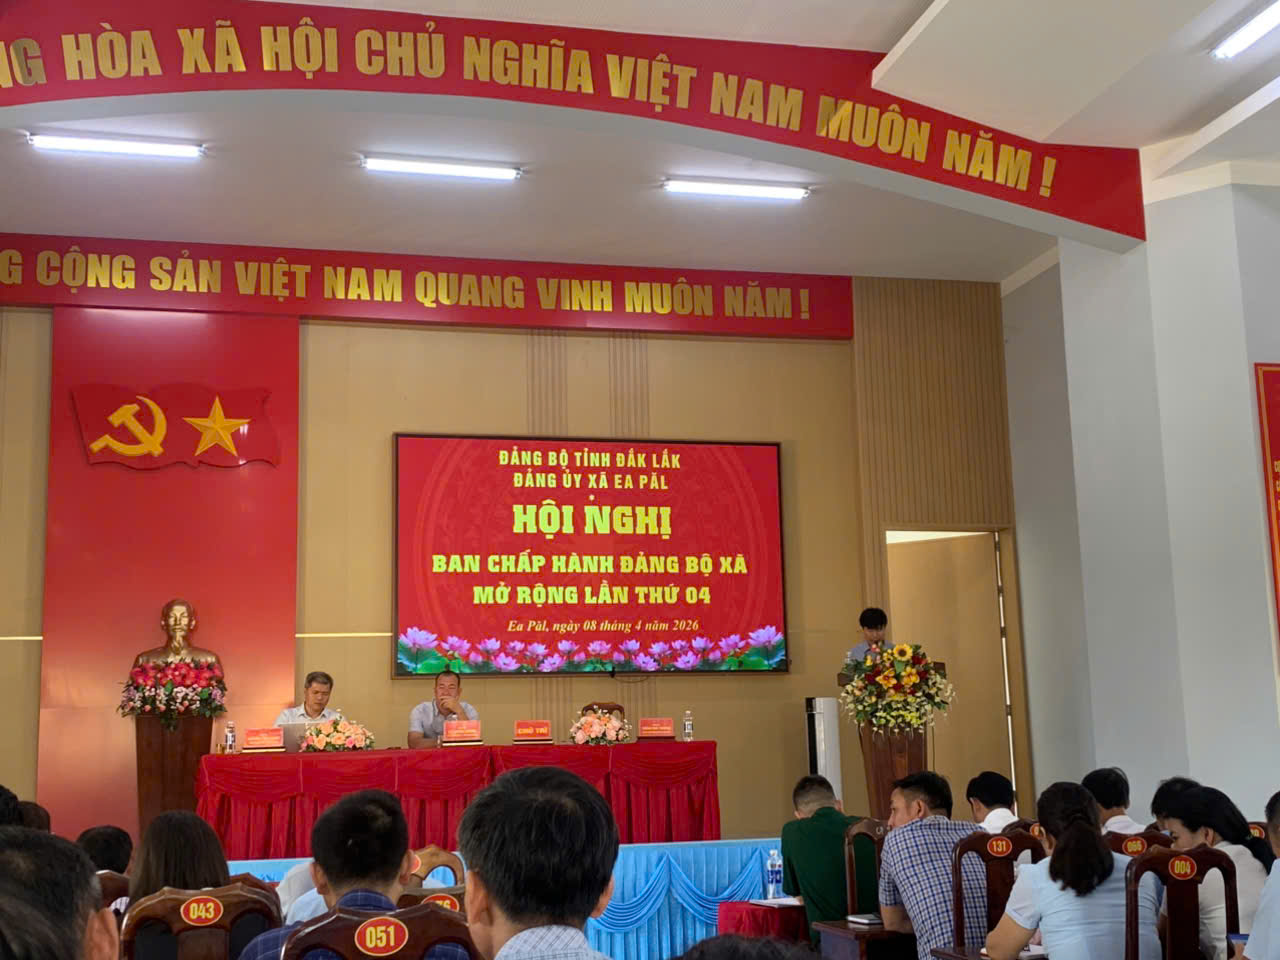 NG HÒA XÃ HỘI CHỦ NGHĨA VIỆT NAM MUÔN NĂM !
G CỘNG SẢN VIỆT NAM QUANG VINH MUÔN NĂM !
ĐẢNG BỘ TỈNH ĐẮK LẮK
ĐẢNG ỦY XÃ EA PĂL
*
HỘI NGHỊ
BAN CHẤP HÀNH ĐẢNG BỘ XÃ
MỞ RỘNG LẦN THỨ 04
Ea Păl, ngày 08 tháng 4 năm 2026
CHỦ TRÌ
131
066
004
043
051